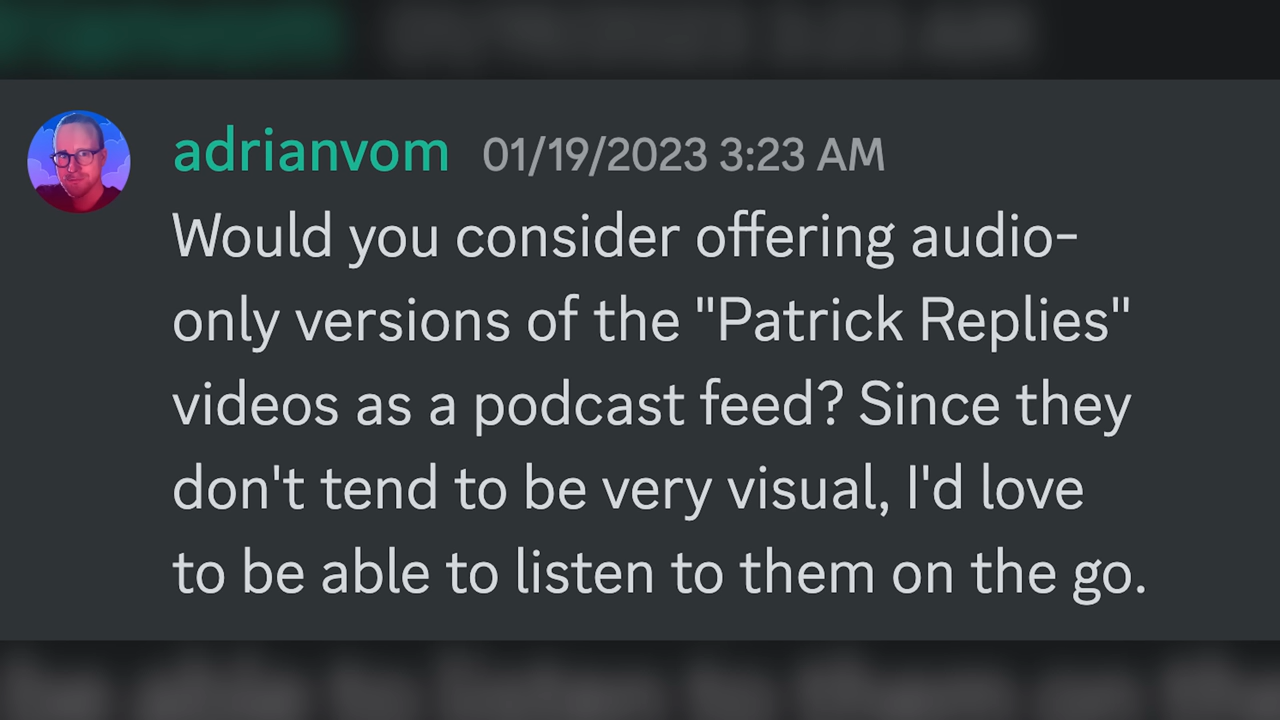 adrianvom 01/19/2023 3:23 AM
Would you consider offering audio-
only versions of the "Patrick Replies"
videos as a podcast feed? Since they
don't tend to be very visual, I'd love
to be able to listen to them on the go.